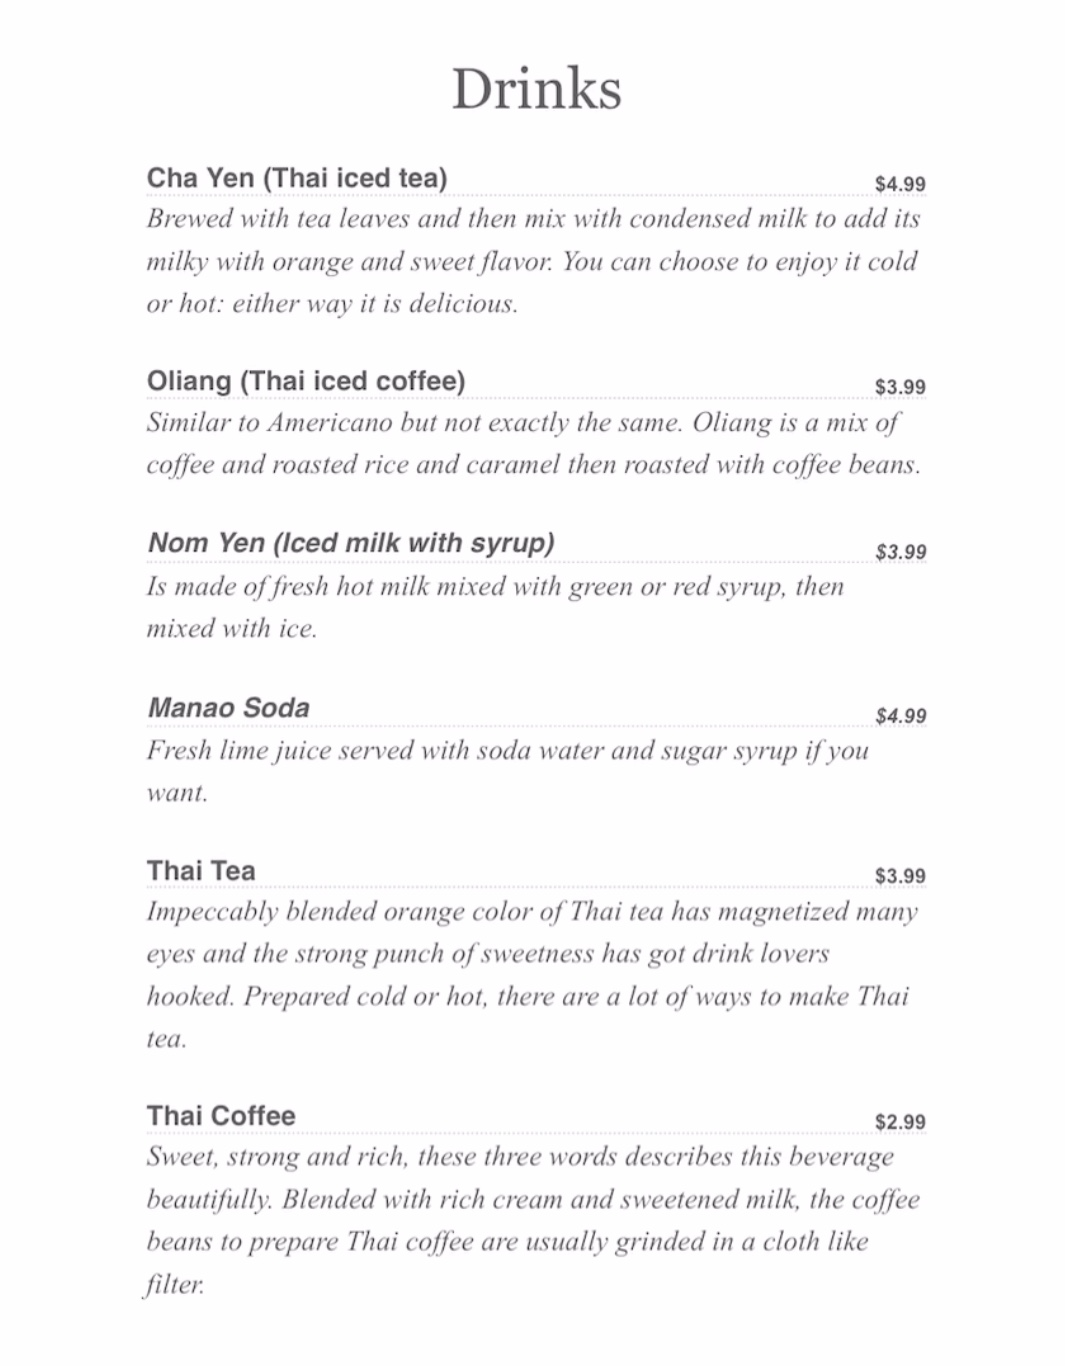 Drinks
Cha Yen (Thai iced tea) $4.99
Brewed with tea leaves and then mix with condensed milk to add its
milky with orange and sweet flavor. You can choose to enjoy it cold
or hot: either way it is delicious.
Oliang (Thai iced coffee) $3.99
Similar to Americano but not exactly the same. Oliang is a mix of
coffee and roasted rice and caramel then roasted with coffee beans.
Nom Yen (Iced milk with syrup) $3.99
Is made of fresh hot milk mixed with green or red syrup, then
mixed with ice.
Manao Soda $4.99
Fresh lime juice served with soda water and sugar syrup if you
want.
Thai Tea $3.99
Impeccably blended orange color of Thai tea has magnetized many
eyes and the strong punch of sweetness has got drink lovers
hooked. Prepared cold or hot, there are a lot of ways to make Thai
tea.
Thai Coffee $2.99
Sweet, strong and rich, these three words describes this beverage
beautifully. Blended with rich cream and sweetened milk, the coffee
beans to prepare Thai coffee are usually grinded in a cloth like
filter.